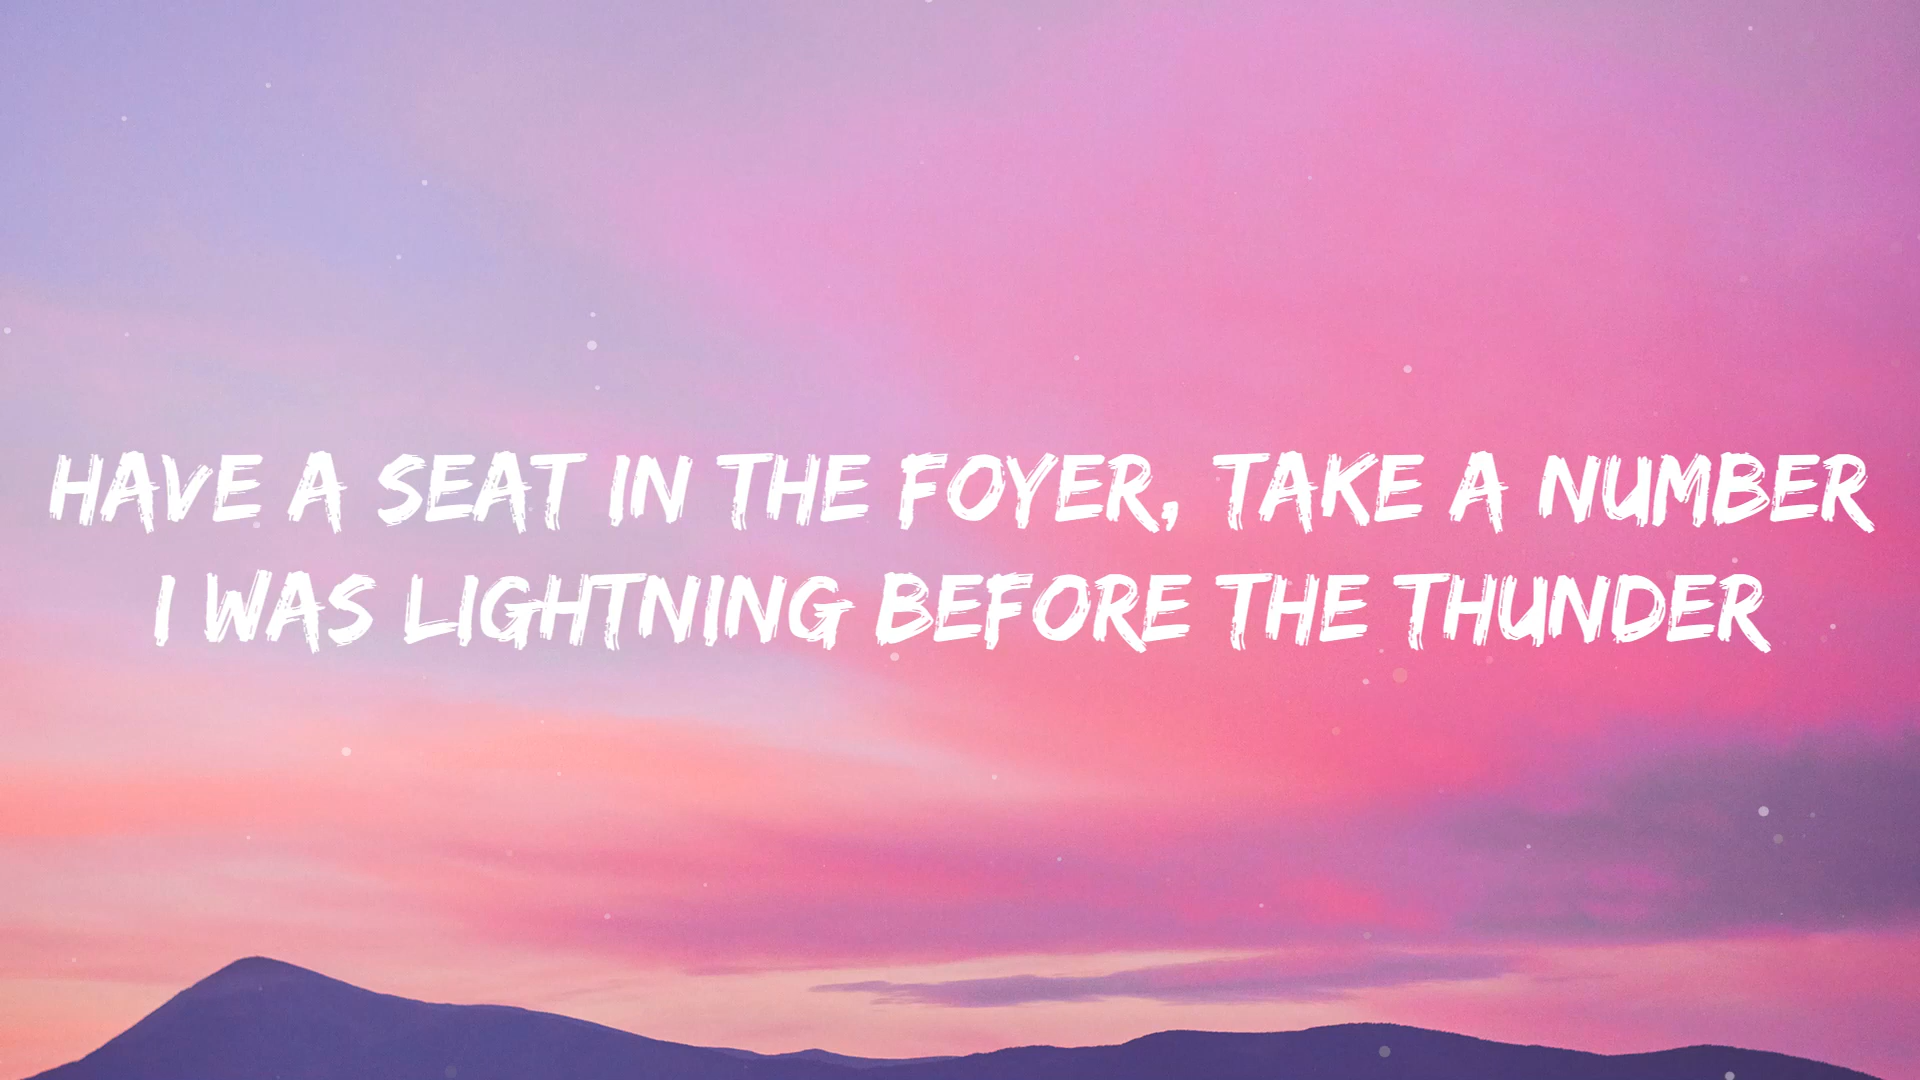 HAVE A SEAT IN THE FOYER, TAKE A NUMBER
I WAS LIGHTNING BEFORE THE THUNDER